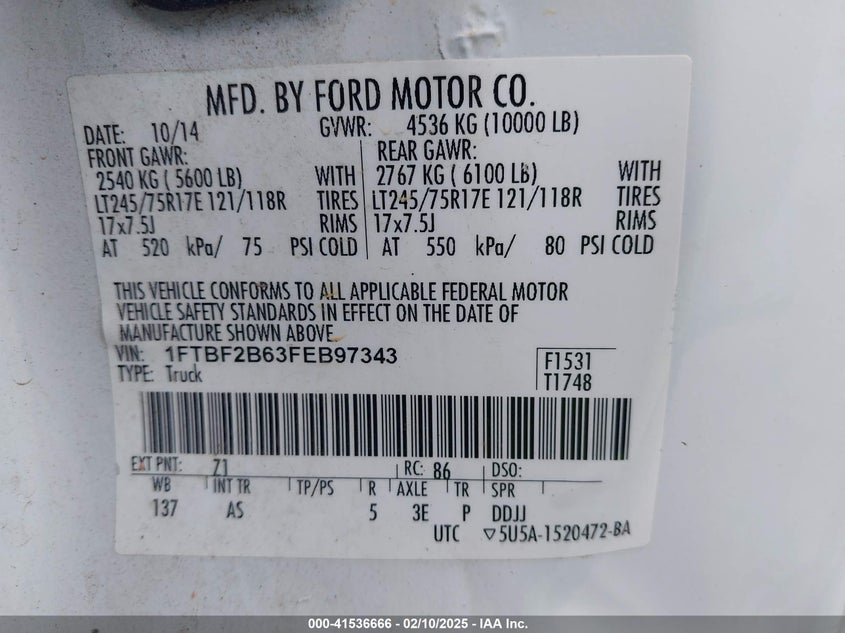 MFD. BY FORD MOTOR CO.
DATE: 10/14 GVWR: 4536 KG (10000 LB)
FRONT GAWR: REAR GAWR:
2540 KG ( 5600 LB) WITH 2767 KG ( 6100 LB) WITH
LT245/75R17E 121/118R TIRES LT245/75R17E 121/118R TIRES
17x7.5J RIMS 17x7.5J RIMS
AT 520 kPa/ 75 PSI COLD AT 550 kPa/ 80 PSI COLD
THIS VEHICLE CONFORMS TO ALL APPLICABLE FEDERAL MOTOR
VEHICLE SAFETY STANDARDS IN EFFECT ON THE DATE OF
MANUFACTURE SHOWN ABOVE.
VIN: 1FTBF2B63FEB97343 F1531
TYPE: Truck T1748
EXT PNT: Z1 RC: 86 DSO:
WB INT TR TP/PS R AXLE TR SPR
137 AS 5 3E P DDJJ
UTC ▽5U5A-1520472-BA
000-41536666 - 02/10/2025 - IAA Inc.